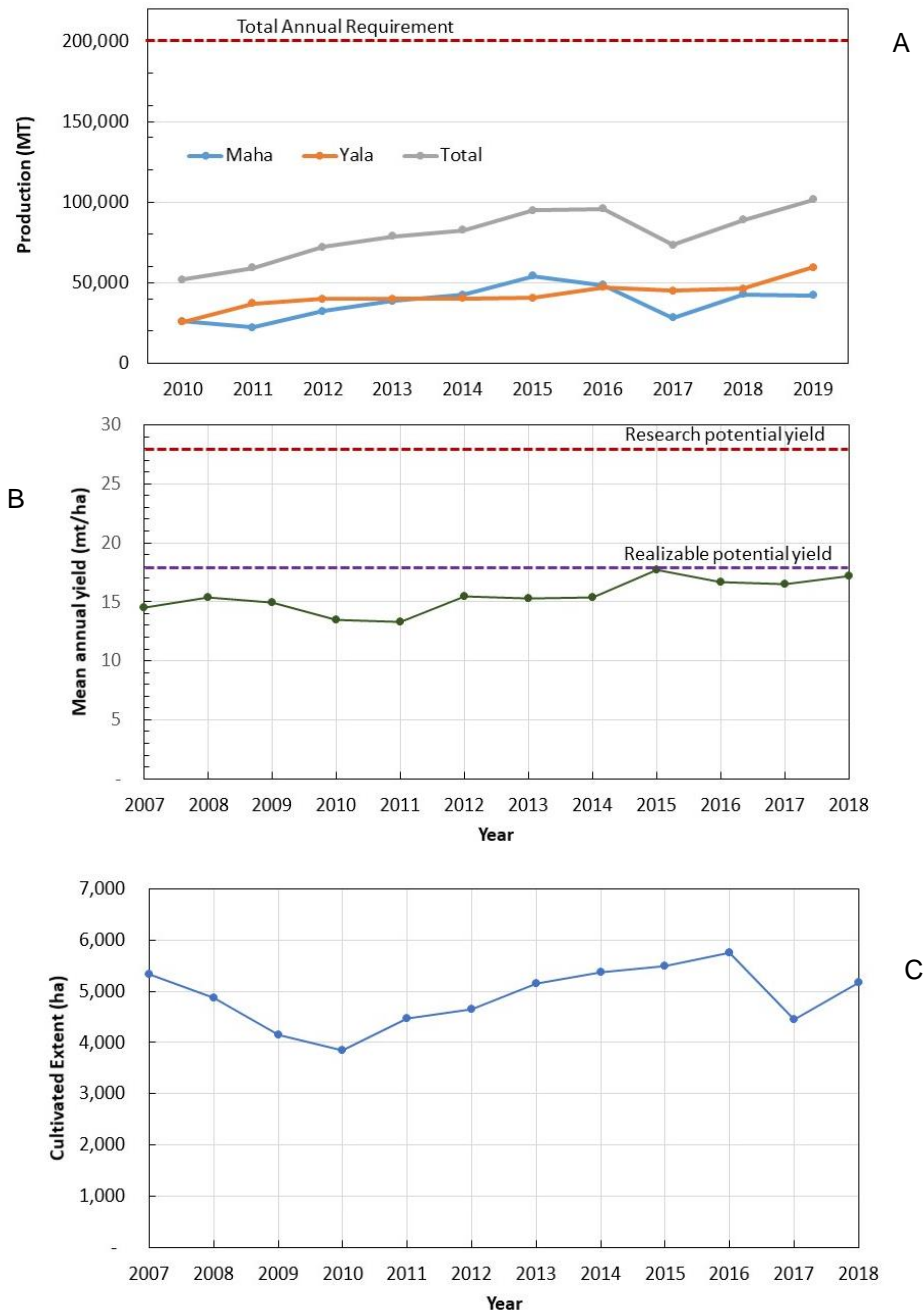 Total Annual Requirement
A
200,000
150,000
100,000
50,000
0
Production (MT)
Maha Yala Total
2010 2011 2012 2013 2014 2015 2016 2017 2018 2019
B
30
25
20
15
10
5
-
Mean annual yield (mt/ha)
Research potential yield
Realizable potential yield
2007 2008 2009 2010 2011 2012 2013 2014 2015 2016 2017 2018
Year
C
7,000
6,000
5,000
4,000
3,000
2,000
1,000
-
Cultivated Extent (ha)
2007 2008 2009 2010 2011 2012 2013 2014 2015 2016 2017 2018
Year